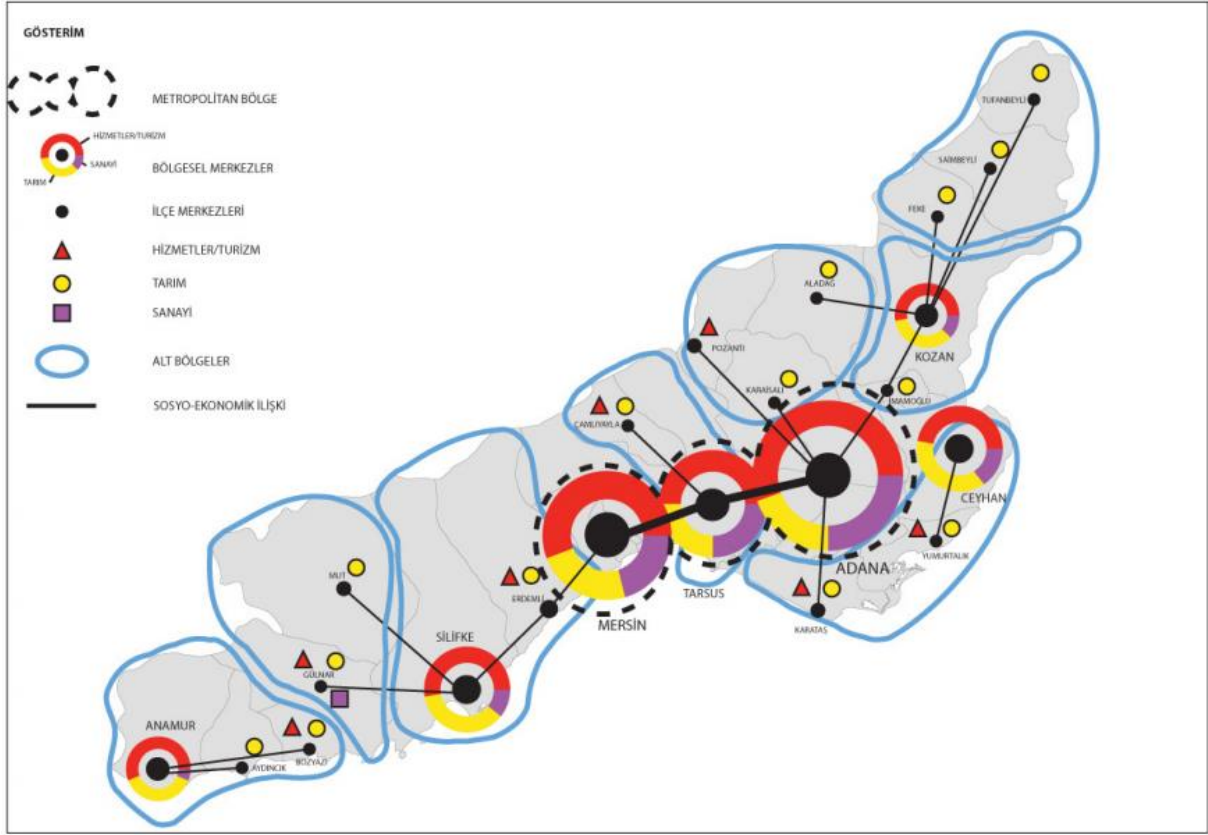 GÖSTERİM
METROPOLİTAN BÖLGE
HİZMETLER/TURİZM
SANAYİ
TARIM
BÖLGESEL MERKEZLER
İLÇE MERKEZLERİ
HİZMETLER/TURİZM
TARIM
SANAYİ
ALT BÖLGELER
SOSYO-EKONOMİK İLİŞKİ
TUFANBEYLİ
SAİMBEYLİ
FEKE
ALADAĞ
KOZAN
POZANTI
KARAİSALI
İMAMOĞLU
ÇAMLIYAYLA
CEYHAN
YUMURTALIK
ADANA
TARSUS
KARATAŞ
MERSİN
ERDEMLİ
MUT
SİLİFKE
GÜLNAR
ANAMUR
BOZYAZI
AYDINCIK